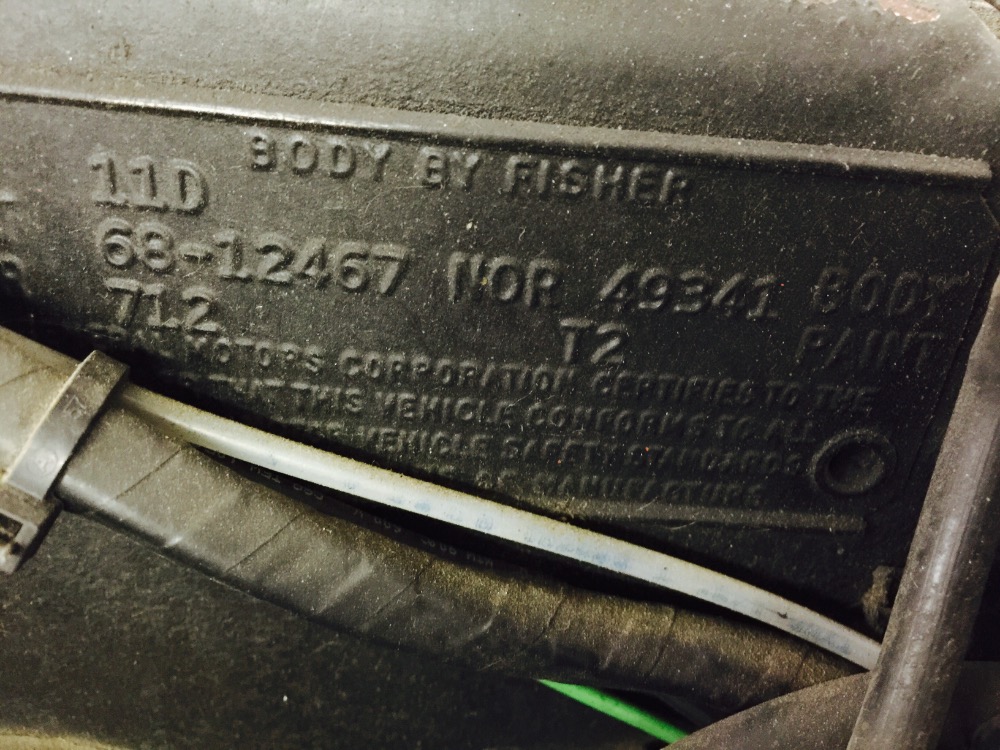 BODY BY FISHER
11D
68-12467 NOR 49341 BODY
712 T2 PAINT
MOTORS CORPORATION CERTIFIES TO THE
THAT THIS VEHICLE CONFORMS TO ALL
VEHICLE SAFETY STANDARDS
MANUFACTURE